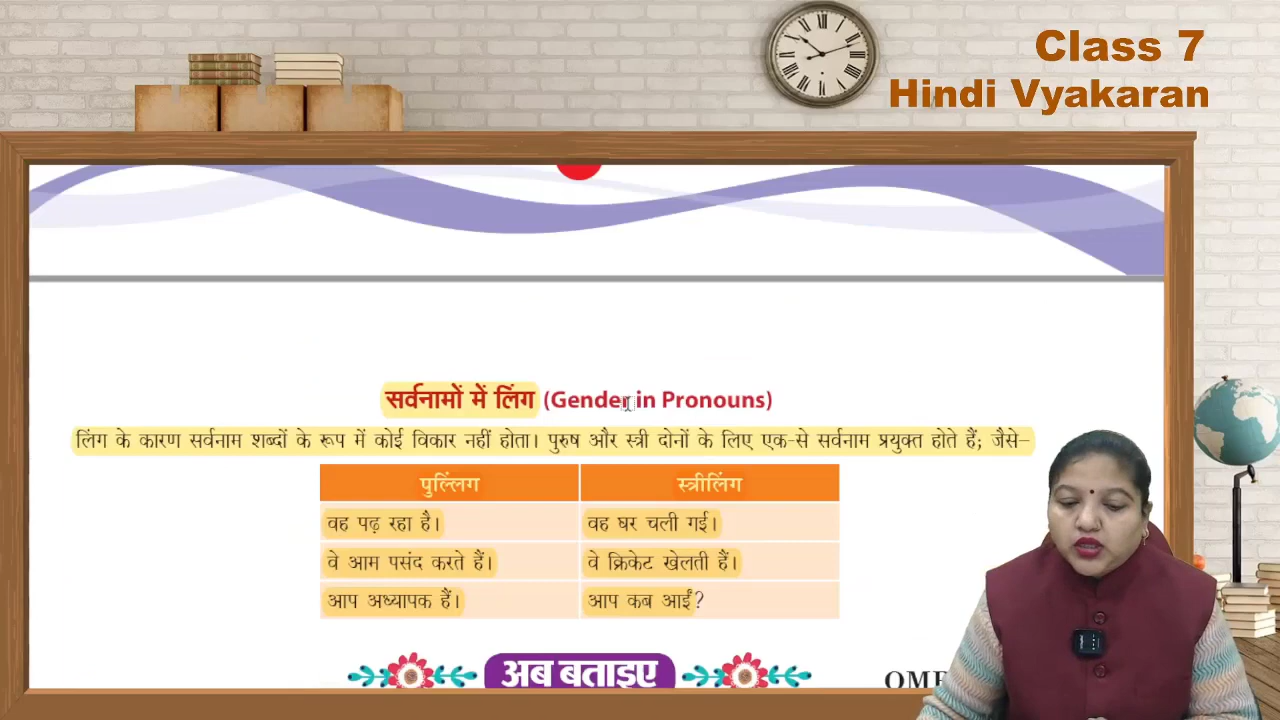 Class 7
Hindi Vyakaran
सर्वनामों में लिंग (Gender in Pronouns)
लिंग के कारण सर्वनाम शब्दों के रूप में कोई विकार नहीं होता। पुरुष और स्त्री दोनों के लिए एक-से सर्वनाम प्रयुक्त होते हैं; जैसे–
पुल्लिंग स्त्रीलिंग
वह पढ़ रहा है। वह घर चली गई।
वे आम पसंद करते हैं। वे क्रिकेट खेलती हैं।
आप अध्यापक हैं। आप कब आईं?
अब बताइए